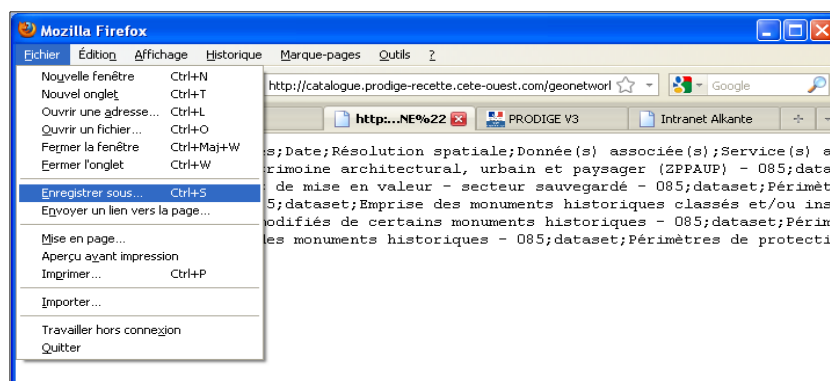 Mozilla Firefox
Fichier Édition Affichage Historique Marque-pages Outils ?
http://catalogue.prodige-recette.cete-ouest.com/geonetworl Google
http:...NE%22 PRODIGE V3 Intranet Alkante
Nouvelle fenêtre Ctrl+N
Nouvel onglet Ctrl+T
Ouvrir une adresse... Ctrl+L
Ouvrir un fichier... Ctrl+O
Fermer la fenêtre Ctrl+Maj+W
Fermer l'onglet Ctrl+W
Enregistrer sous... Ctrl+S
Envoyer un lien vers la page...
Mise en page...
Aperçu avant impression
Imprimer... Ctrl+P
Importer...
Travailler hors connexion
Quitter
s;Date;Résolution spatiale;Donnée(s) associée(s);Service(s) a
rimoine architectural, urbain et paysager (ZPPAUP) - 085;data
de mise en valeur - secteur sauvegardé - 085;dataset;Périmèt
5;dataset;Emprise des monuments historiques classés et/ou ins
odifiés de certains monuments historiques - 085;dataset;Périm
es monuments historiques - 085;dataset;Périmètres de protecti